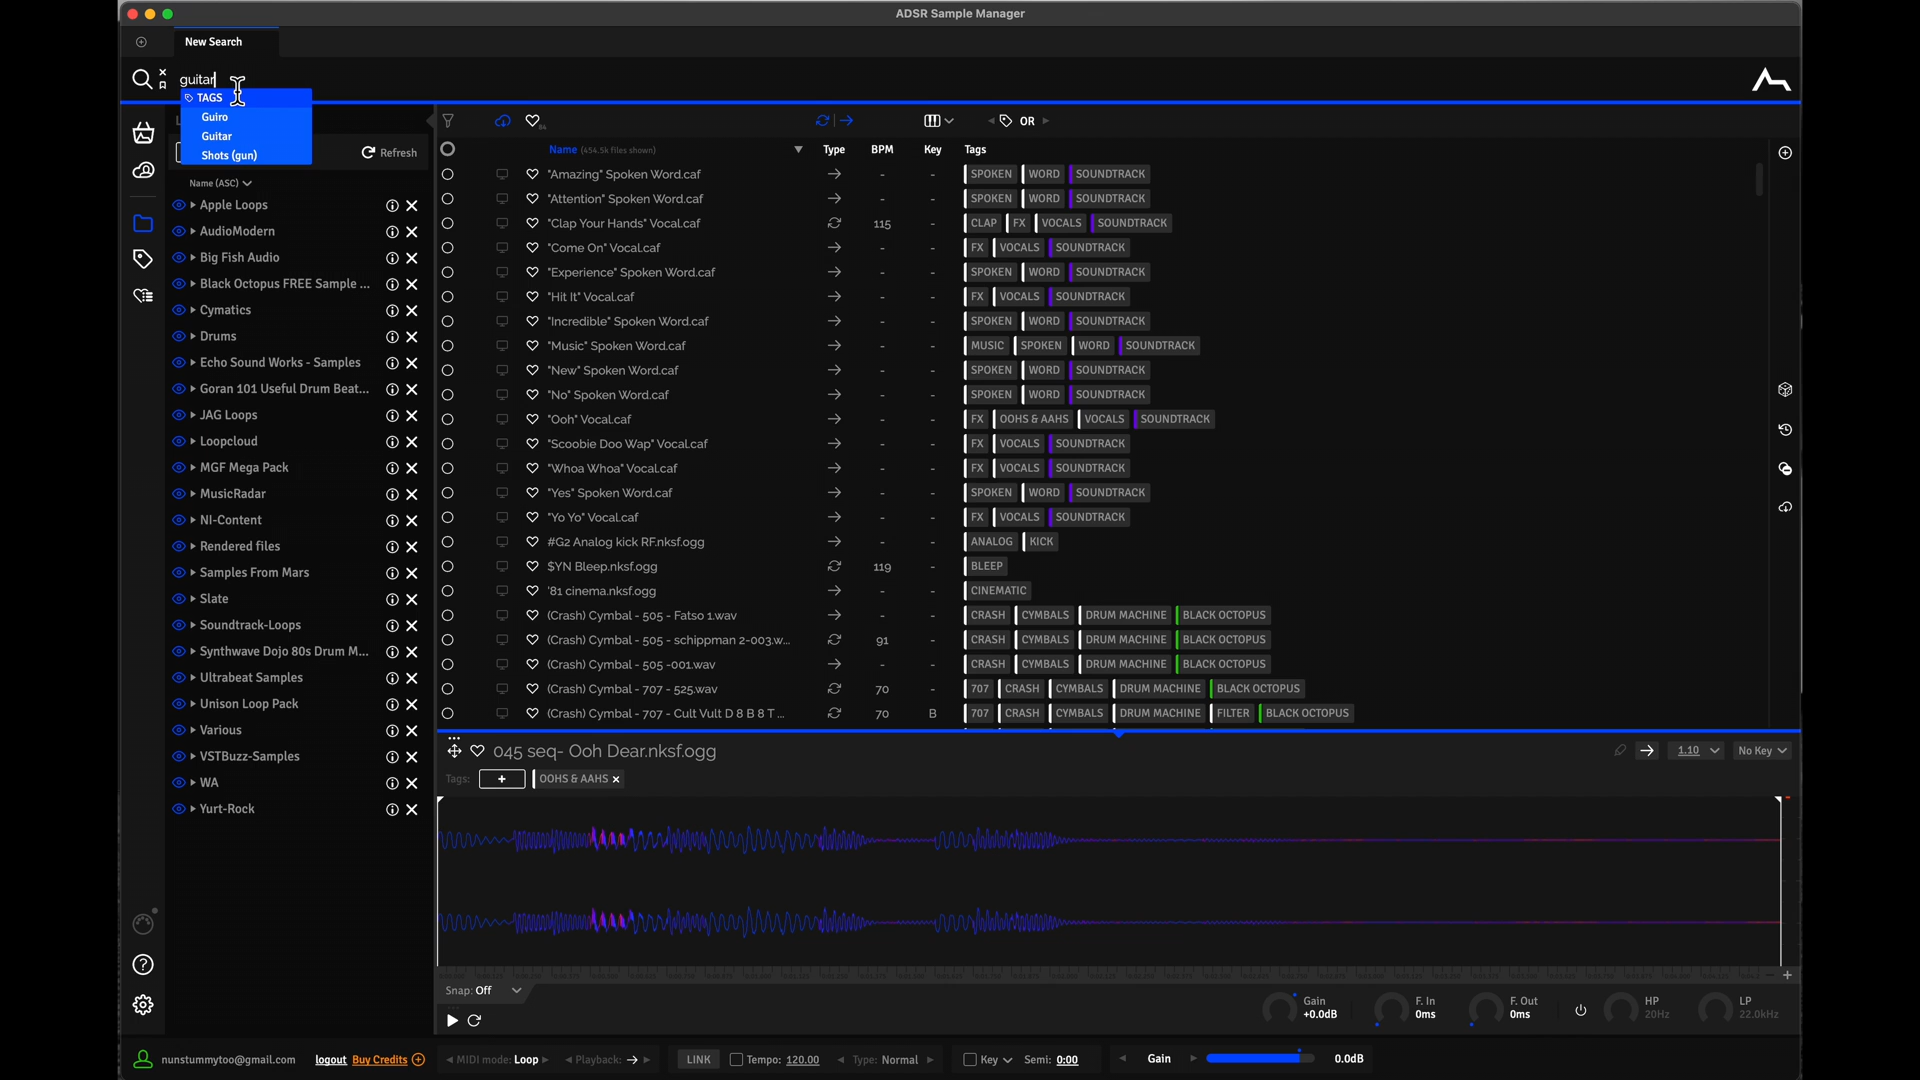 ADSR Sample Manager
New Search
guitar
TAGS
Guiro
Guitar
Shots (gun)
Refresh
Name (ASC)
Apple Loops
AudioModern
Big Fish Audio
Black Octopus FREE Sample ...
Cymatics
Drums
Echo Sound Works - Samples
Goran 101 Useful Drum Beat...
JAG Loops
Loopcloud
MGF Mega Pack
MusicRadar
NI-Content
Rendered files
Samples From Mars
Slate
Soundtrack-Loops
Synthwave Dojo 80s Drum M...
Ultrabeat Samples
Unison Loop Pack
Various
VSTBuzz-Samples
WA
Yurt-Rock
OR
Name (454.5k files shown) Type BPM Key Tags
"Amazing" Spoken Word.caf - - SPOKEN WORD SOUNDTRACK
"Attention" Spoken Word.caf - - SPOKEN WORD SOUNDTRACK
"Clap Your Hands" Vocal.caf 115 - CLAP FX VOCALS SOUNDTRACK
"Come On" Vocal.caf - - FX VOCALS SOUNDTRACK
"Experience" Spoken Word.caf - - SPOKEN WORD SOUNDTRACK
"Hit It" Vocal.caf - - FX VOCALS SOUNDTRACK
"Incredible" Spoken Word.caf - - SPOKEN WORD SOUNDTRACK
"Music" Spoken Word.caf - - MUSIC SPOKEN WORD SOUNDTRACK
"New" Spoken Word.caf - - SPOKEN WORD SOUNDTRACK
"No" Spoken Word.caf - - SPOKEN WORD SOUNDTRACK
"Ooh" Vocal.caf - - FX OOHS & AAHS VOCALS SOUNDTRACK
"Scoobie Doo Wap" Vocal.caf - - FX VOCALS SOUNDTRACK
"Whoa Whoa" Vocal.caf - - FX VOCALS SOUNDTRACK
"Yes" Spoken Word.caf - - SPOKEN WORD SOUNDTRACK
"Yo Yo" Vocal.caf - - FX VOCALS SOUNDTRACK
#G2 Analog kick RF.nksf.ogg - - ANALOG KICK
$YN Bleep.nksf.ogg 119 - BLEEP
'81 cinema.nksf.ogg - - CINEMATIC
(Crash) Cymbal - 505 - Fatso 1.wav - - CRASH CYMBALS DRUM MACHINE BLACK OCTOPUS
(Crash) Cymbal - 505 - schippman 2-003.w... 91 - CRASH CYMBALS DRUM MACHINE BLACK OCTOPUS
(Crash) Cymbal - 505 -001.wav - - CRASH CYMBALS DRUM MACHINE BLACK OCTOPUS
(Crash) Cymbal - 707 - 525.wav 70 - 707 CRASH CYMBALS DRUM MACHINE BLACK OCTOPUS
(Crash) Cymbal - 707 - Cult Vult D 8 B 8 T ... 70 B 707 CRASH CYMBALS DRUM MACHINE FILTER BLACK OCTOPUS
045 seq- Ooh Dear.nksf.ogg 1.10 No Key
Tags: + OOHS & AAHS
Snap: Off
Gain +0.0dB
F. In 0ms
F. Out 0ms
HP 20Hz
LP 22.0kHz
nunstummytoo@gmail.com logout Buy Credits MIDI mode: Loop Playback: LINK Tempo: 120.00 Type: Normal Key Semi: 0:00 Gain 0.0dB